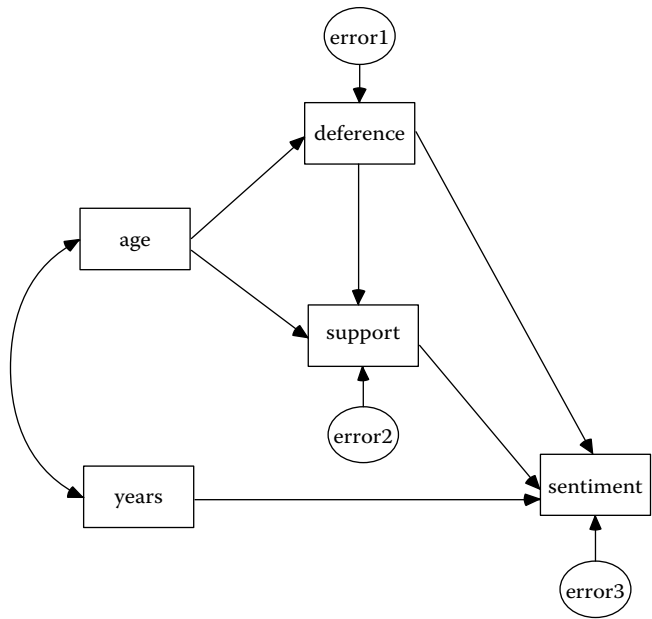 error1
deference
age
support
error2
years
sentiment
error3